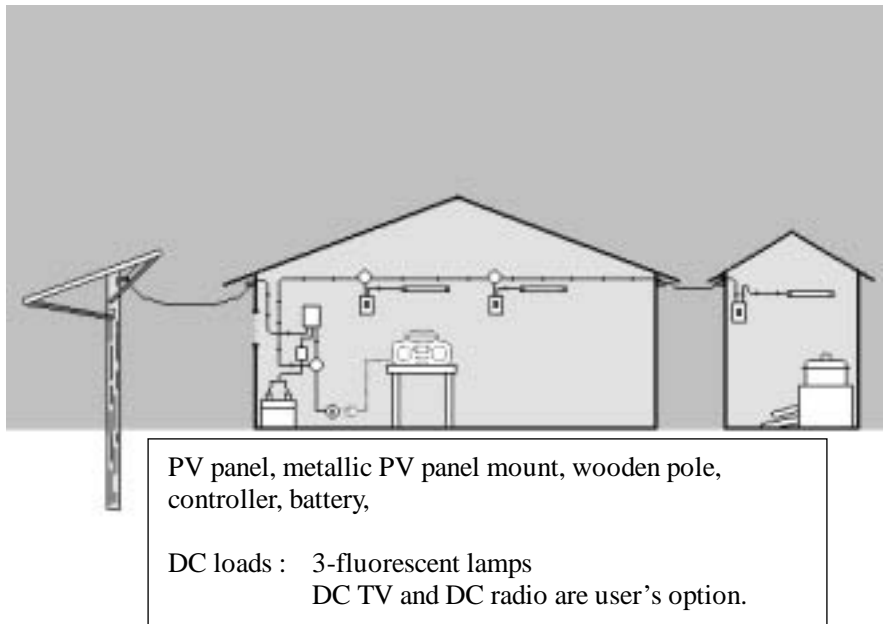 PV panel, metallic PV panel mount, wooden pole,
controller, battery,
DC loads : 3-fluorescent lamps
DC TV and DC radio are user's option.